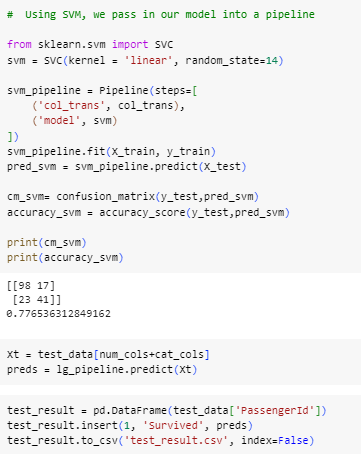 #  Using SVM, we pass in our model into a pipeline
from sklearn.svm import SVC
svm = SVC(kernel = 'linear', random_state=14)
svm_pipeline = Pipeline(steps=[
    ('col_trans', col_trans),
    ('model', svm)
])
svm_pipeline.fit(X_train, y_train)
pred_svm = svm_pipeline.predict(X_test)
cm_svm= confusion_matrix(y_test,pred_svm)
accuracy_svm = accuracy_score(y_test,pred_svm)
print(cm_svm)
print(accuracy_svm)
[[98 17]
 [23 41]]
0.776536312849162
Xt = test_data[num_cols+cat_cols]
preds = lg_pipeline.predict(Xt)
test_result = pd.DataFrame(test_data['PassengerId'])
test_result.insert(1, 'Survived', preds)
test_result.to_csv('test_result.csv', index=False)